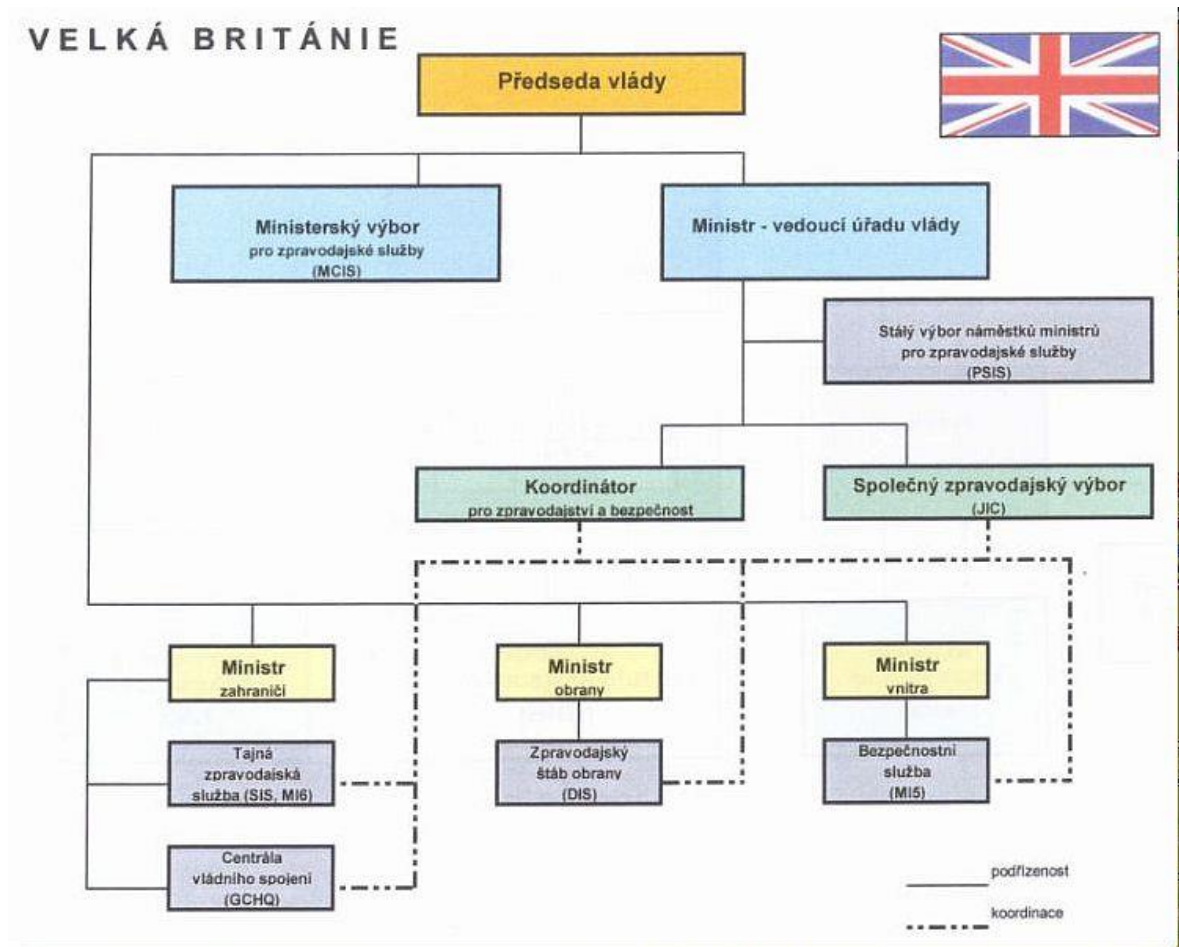 VELKÁ BRITÁNIE
Předseda vlády
Ministerský výbor
pro zpravodajské služby
(MCIS)
Ministr - vedoucí úřadu vlády
Stálý výbor náměstků ministrů
pro zpravodajské služby
(PSIS)
Koordinátor
pro zpravodajství a bezpečnost
Společný zpravodajský výbor
(JIC)
Ministr
zahraničí
Ministr
obrany
Ministr
vnitra
Tajná
zpravodajská
služba (SIS, MI6)
Zpravodajský
štáb obrany
(DIS)
Bezpečnostní
služba
(MI5)
Centrála
vládního spojení
(GCHQ)
podřízenost
koordinace